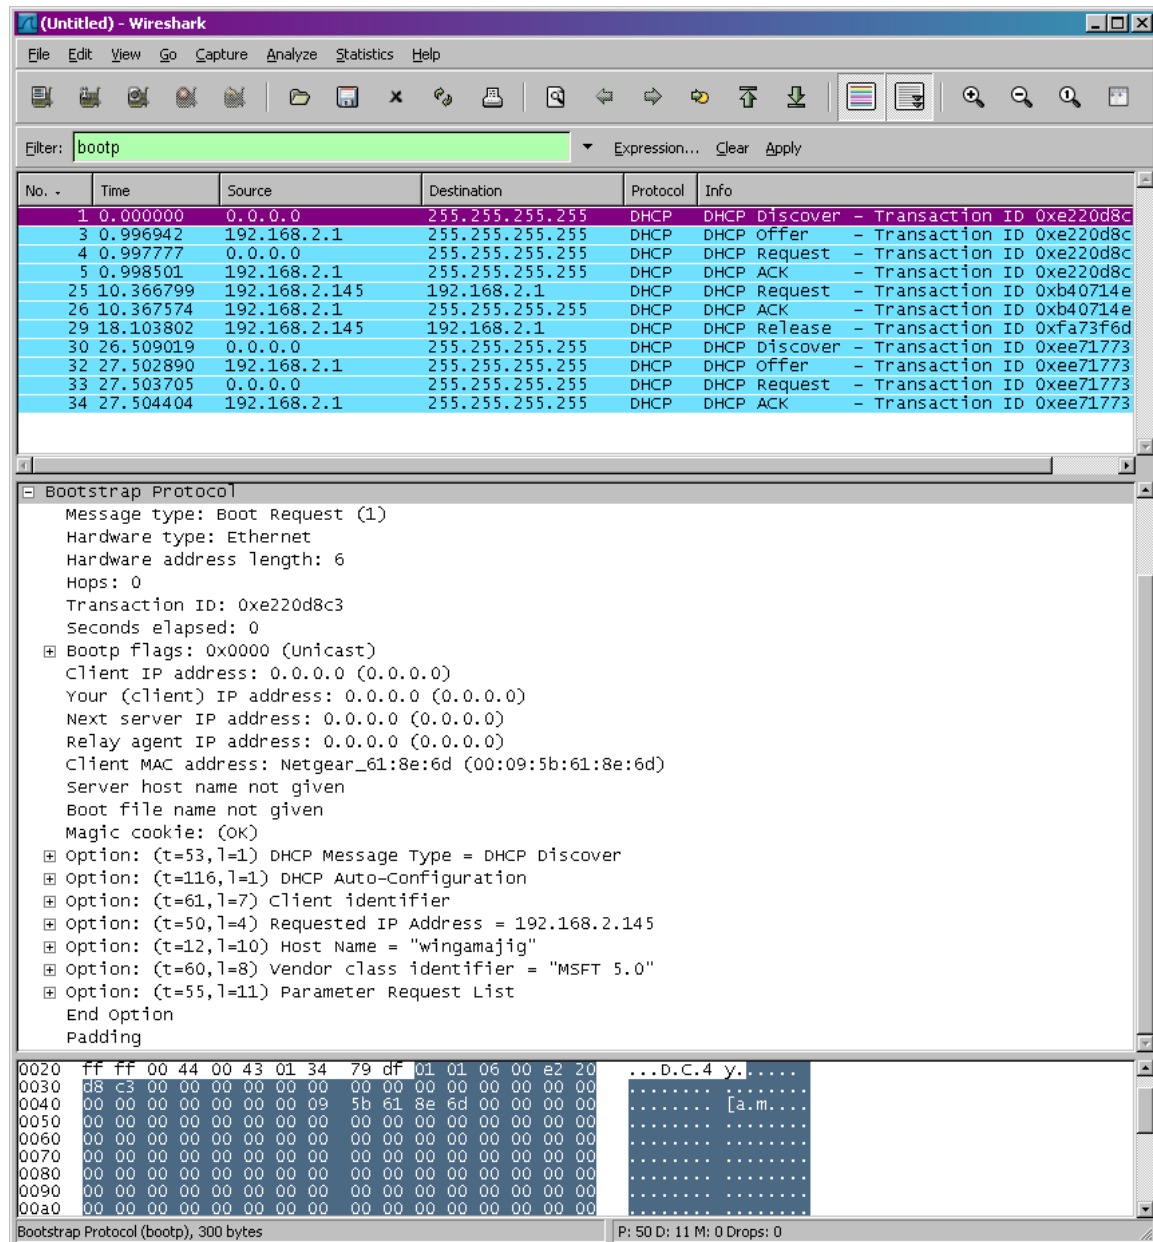 (Untitled) - Wireshark
File Edit View Go Capture Analyze Statistics Help
Filter: bootp Expression... Clear Apply
No. - Time Source Destination Protocol Info
1 0.000000 0.0.0.0 255.255.255.255 DHCP DHCP Discover - Transaction ID 0xe220d8c
3 0.996942 192.168.2.1 255.255.255.255 DHCP DHCP Offer - Transaction ID 0xe220d8c
4 0.997777 0.0.0.0 255.255.255.255 DHCP DHCP Request - Transaction ID 0xe220d8c
5 0.998501 192.168.2.1 255.255.255.255 DHCP DHCP ACK - Transaction ID 0xe220d8c
25 10.366799 192.168.2.145 192.168.2.1 DHCP DHCP Request - Transaction ID 0xb40714e
26 10.367574 192.168.2.1 255.255.255.255 DHCP DHCP ACK - Transaction ID 0xb40714e
29 18.103802 192.168.2.145 192.168.2.1 DHCP DHCP Release - Transaction ID 0xfa73f6d
30 26.509019 0.0.0.0 255.255.255.255 DHCP DHCP Discover - Transaction ID 0xee71773
32 27.502890 192.168.2.1 255.255.255.255 DHCP DHCP Offer - Transaction ID 0xee71773
33 27.503705 0.0.0.0 255.255.255.255 DHCP DHCP Request - Transaction ID 0xee71773
34 27.504404 192.168.2.1 255.255.255.255 DHCP DHCP ACK - Transaction ID 0xee71773
Bootstrap Protocol
Message type: Boot Request (1)
Hardware type: Ethernet
Hardware address length: 6
Hops: 0
Transaction ID: 0xe220d8c3
Seconds elapsed: 0
Bootp flags: 0x0000 (Unicast)
Client IP address: 0.0.0.0 (0.0.0.0)
Your (client) IP address: 0.0.0.0 (0.0.0.0)
Next server IP address: 0.0.0.0 (0.0.0.0)
Relay agent IP address: 0.0.0.0 (0.0.0.0)
Client MAC address: Netgear_61:8e:6d (00:09:5b:61:8e:6d)
Server host name not given
Boot file name not given
Magic cookie: (OK)
Option: (t=53,l=1) DHCP Message Type = DHCP Discover
Option: (t=116,l=1) DHCP Auto-Configuration
Option: (t=61,l=7) Client identifier
Option: (t=50,l=4) Requested IP Address = 192.168.2.145
Option: (t=12,l=10) Host Name = "wingamajig"
Option: (t=60,l=8) Vendor class identifier = "MSFT 5.0"
Option: (t=55,l=11) Parameter Request List
End Option
Padding
0020 ff ff 00 44 00 43 01 34 79 df 01 01 06 00 e2 20 ...D.C.4 y.......
0030 d8 c3 00 00 00 00 00 00 00 00 00 00 00 00 00 00 ........ ........
0040 00 00 00 00 00 00 00 09 5b 61 8e 6d 00 00 00 00 ........ [a.m....
0050 00 00 00 00 00 00 00 00 00 00 00 00 00 00 00 00 ........ ........
0060 00 00 00 00 00 00 00 00 00 00 00 00 00 00 00 00 ........ ........
0070 00 00 00 00 00 00 00 00 00 00 00 00 00 00 00 00 ........ ........
0080 00 00 00 00 00 00 00 00 00 00 00 00 00 00 00 00 ........ ........
0090 00 00 00 00 00 00 00 00 00 00 00 00 00 00 00 00 ........ ........
00a0 00 00 00 00 00 00 00 00 00 00 00 00 00 00 00 00 ........ ........
Bootstrap Protocol (bootp), 300 bytes P: 50 D: 11 M: 0 Drops: 0